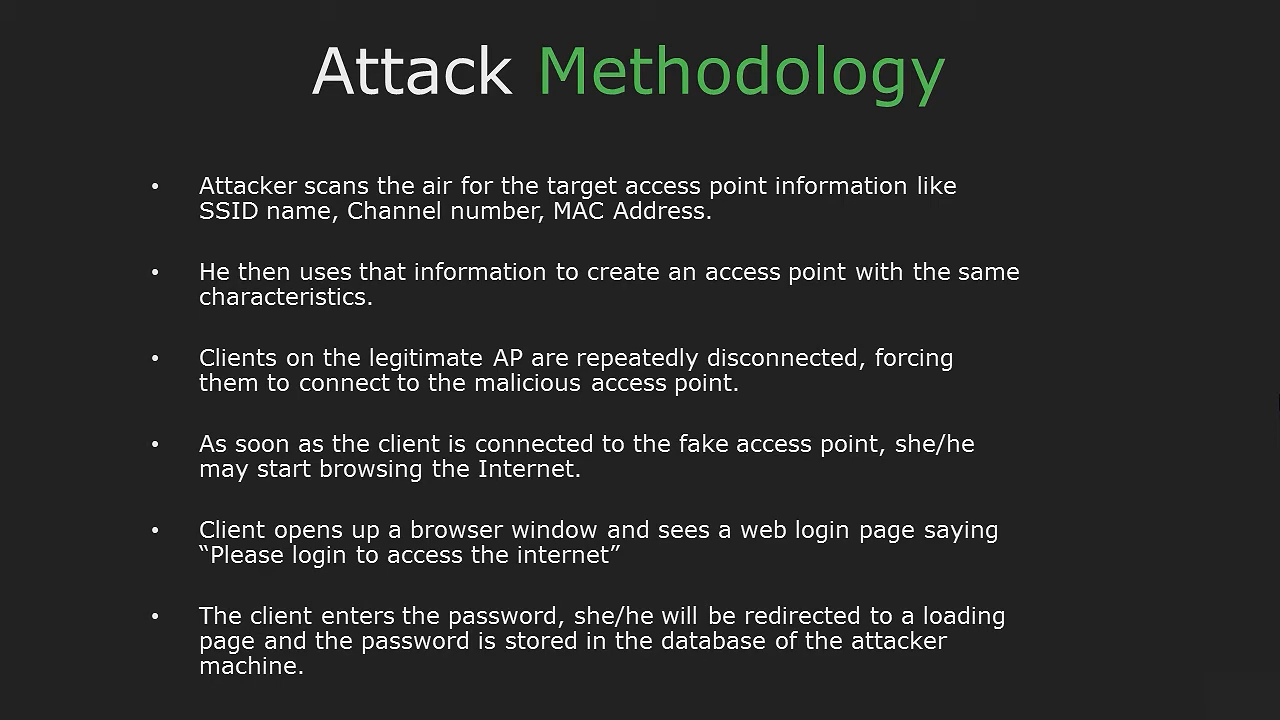 Attack Methodology
• Attacker scans the air for the target access point information like
SSID name, Channel number, MAC Address.
• He then uses that information to create an access point with the same
characteristics.
• Clients on the legitimate AP are repeatedly disconnected, forcing
them to connect to the malicious access point.
• As soon as the client is connected to the fake access point, she/he
may start browsing the Internet.
• Client opens up a browser window and sees a web login page saying
“Please login to access the internet”
• The client enters the password, she/he will be redirected to a loading
page and the password is stored in the database of the attacker
machine.